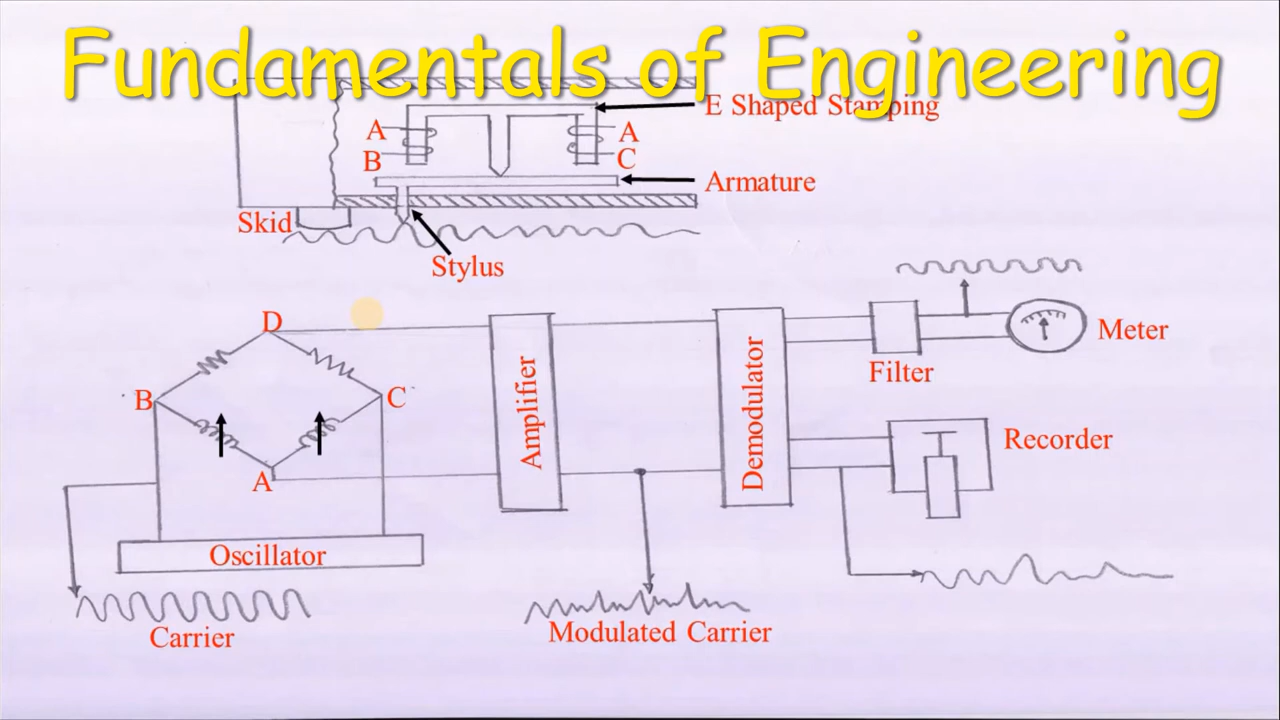 Fundamentals of Engineering
E Shaped Stamping
A
A
B
C
Armature
Skid
Stylus
D
Meter
Filter
B
C
Amplifier
Demodulator
Recorder
A
Oscillator
Carrier
Modulated Carrier